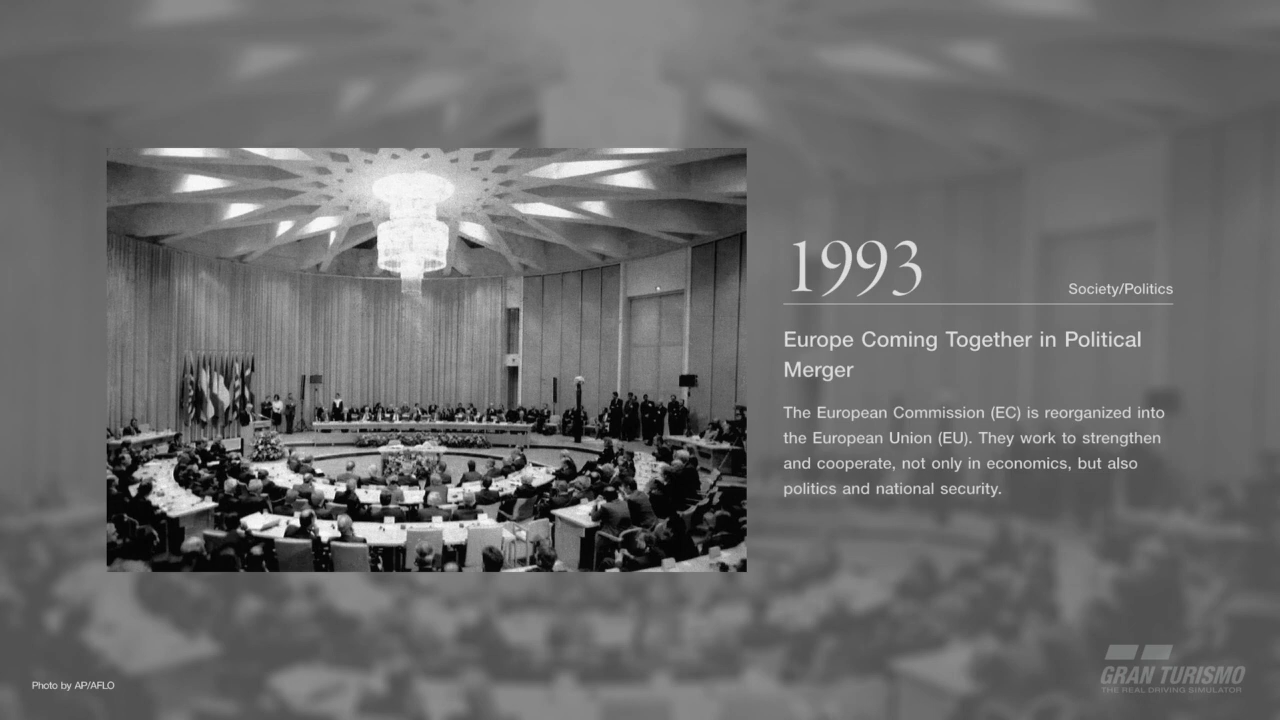 1993
Society/Politics
Europe Coming Together in Political
Merger
The European Commission (EC) is reorganized into
the European Union (EU). They work to strengthen
and cooperate, not only in economics, but also
politics and national security.
Photo by AP/AFLO
GRAN TURISMO
THE REAL DRIVING SIMULATOR